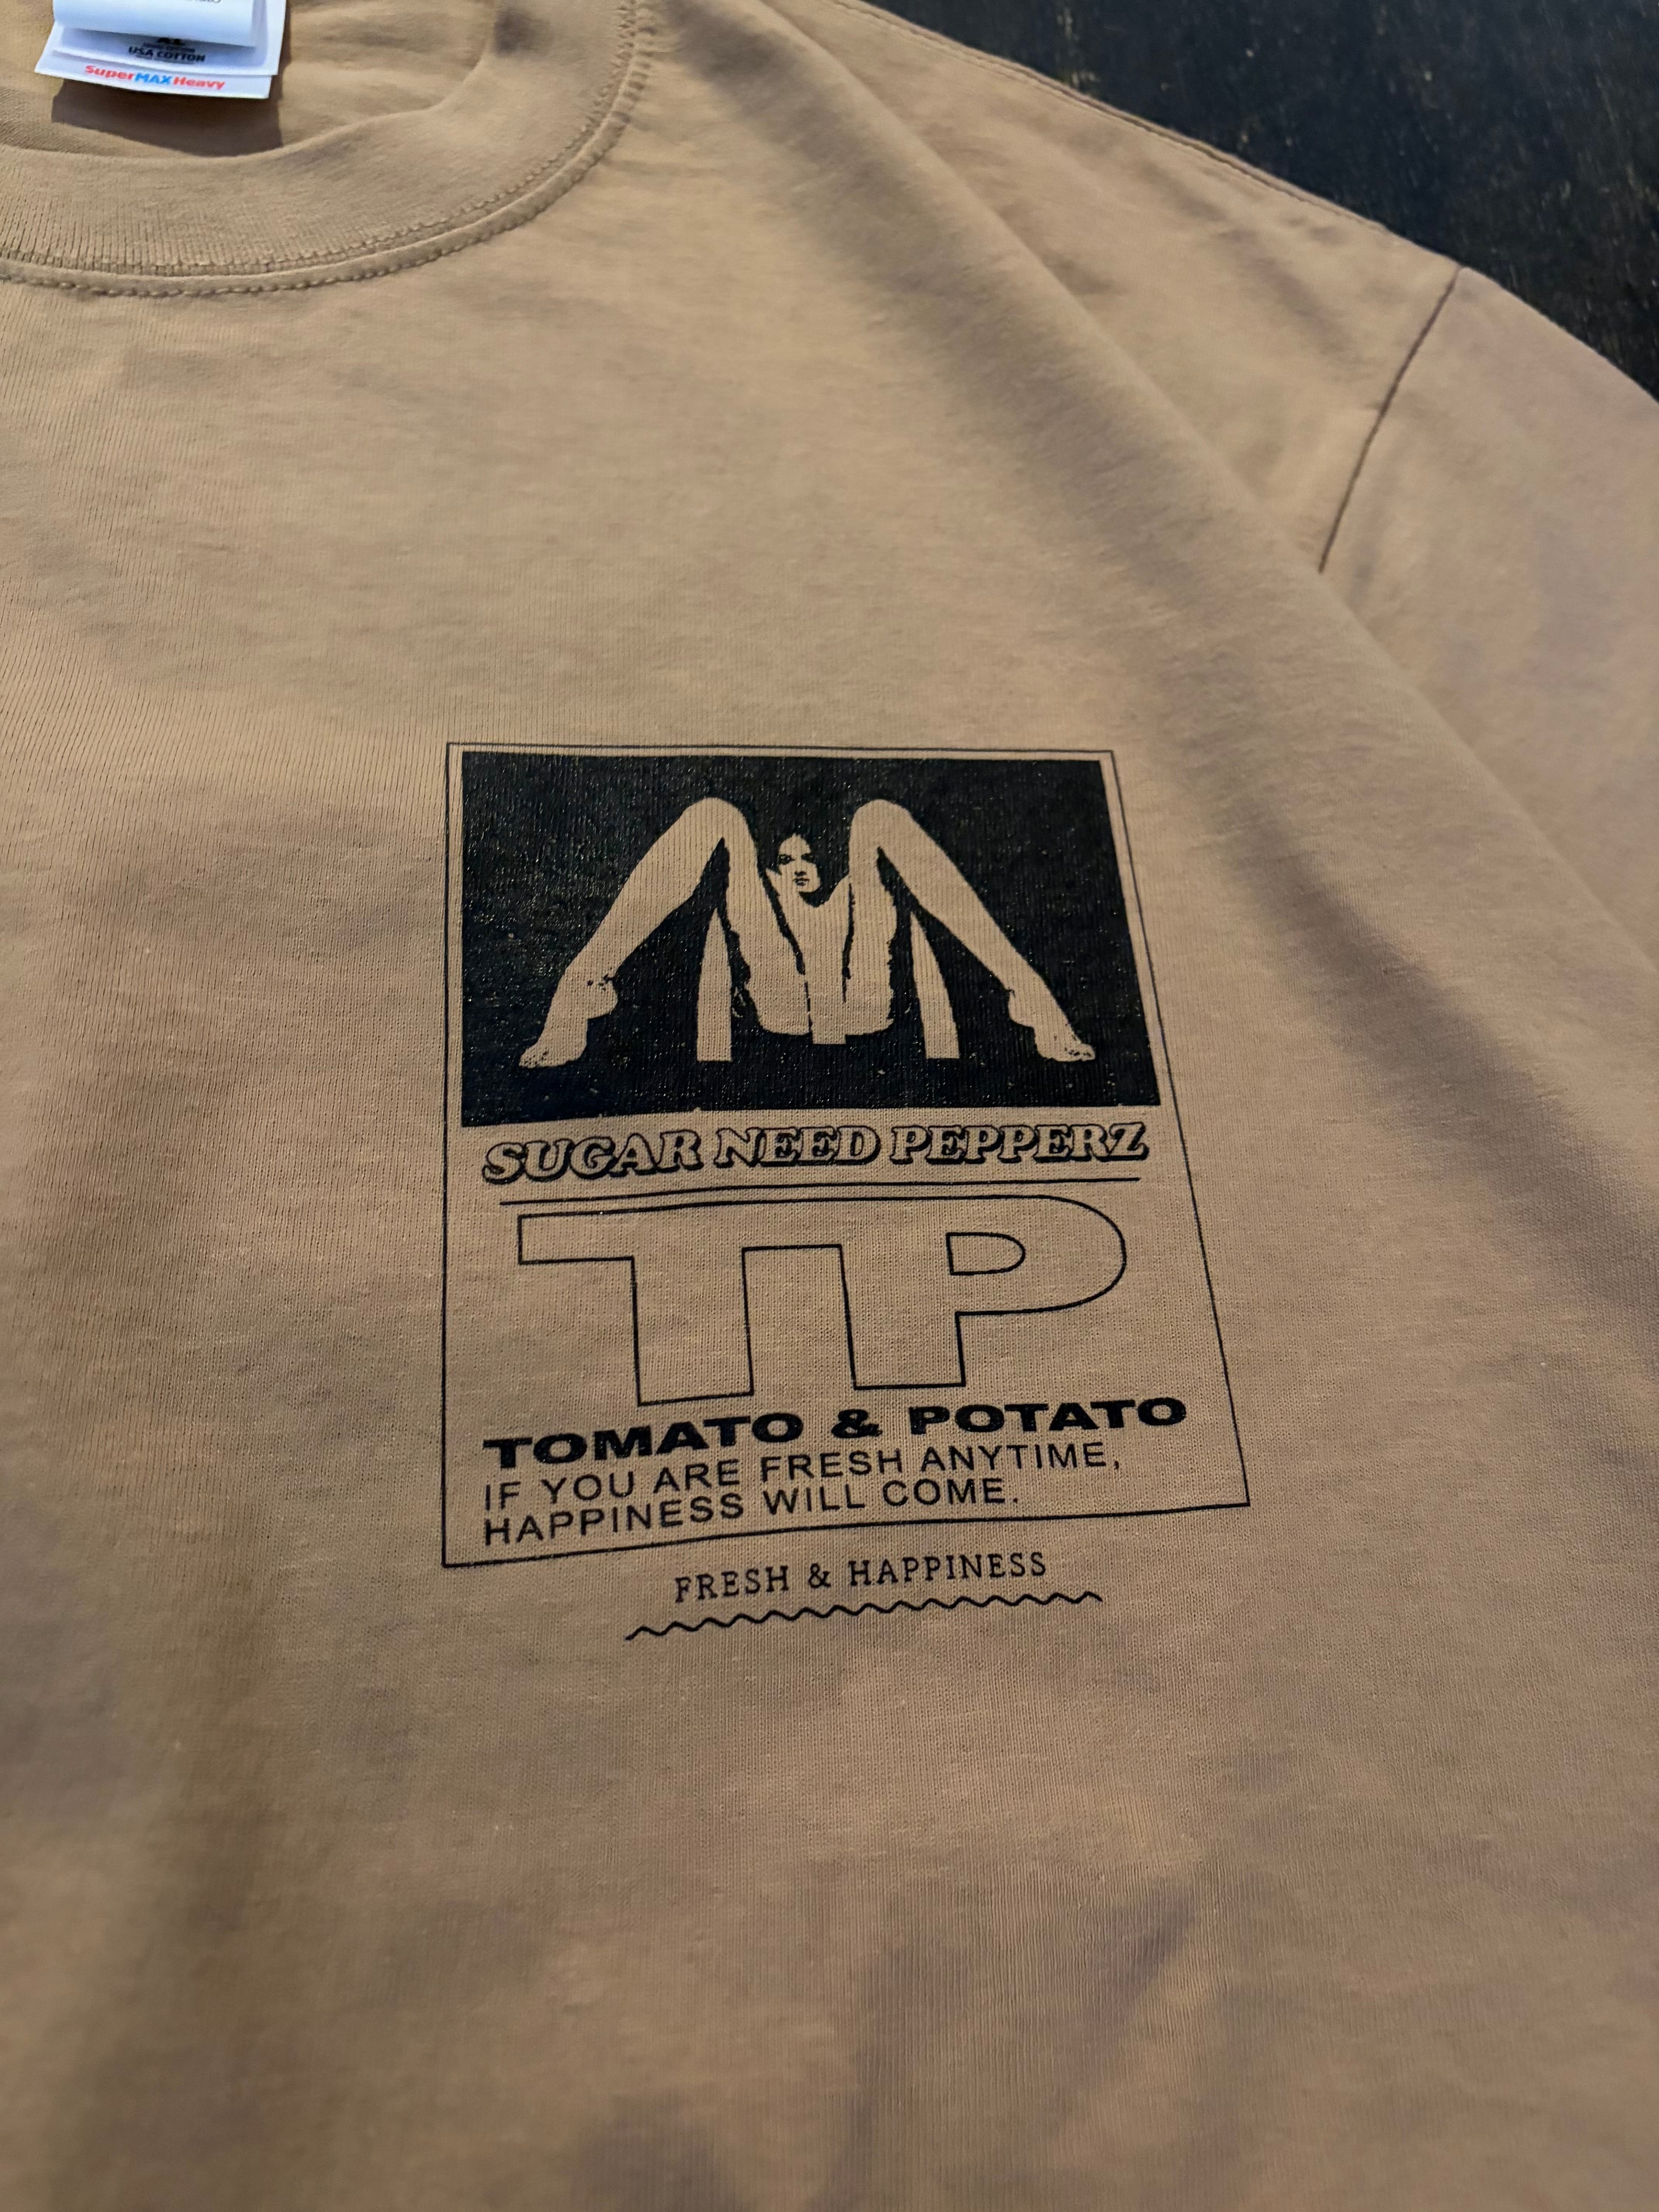 USA COTTON
SuperMAXHeavy
SUGAR NEED PEPPERZ
TP
TOMATO & POTATO
IF YOU ARE FRESH ANYTIME,
HAPPINESS WILL COME.
FRESH & HAPPINESS